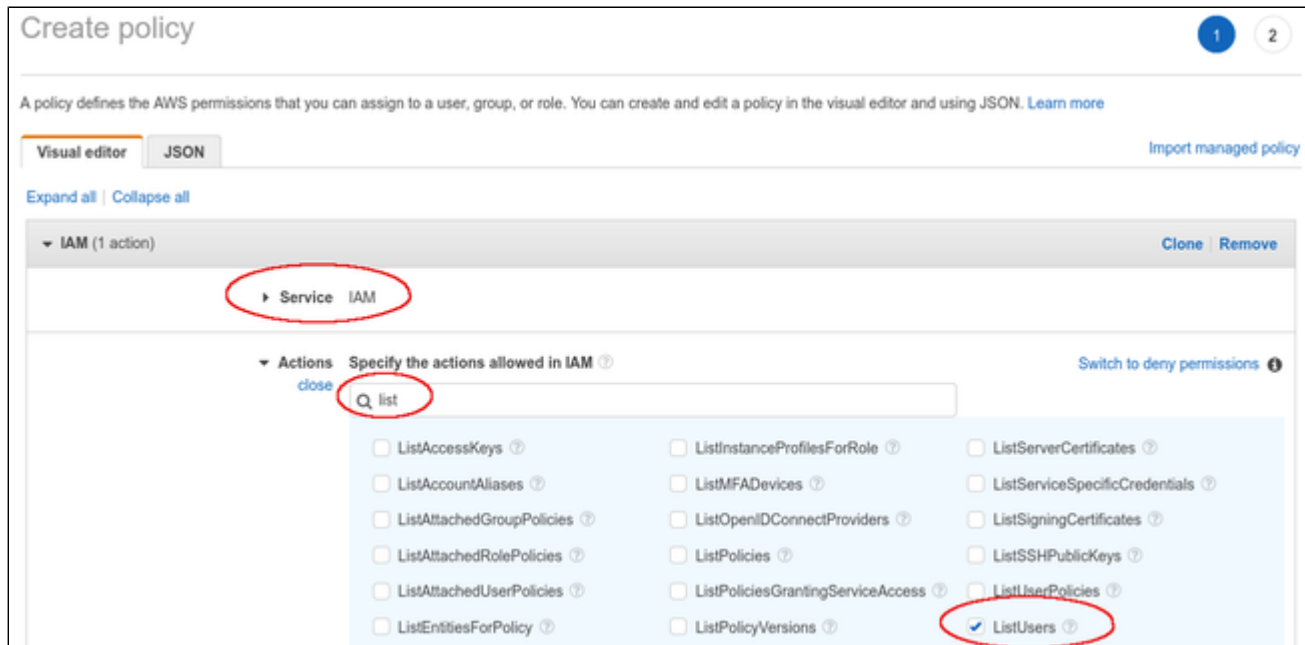 Create policy
1 2
A policy defines the AWS permissions that you can assign to a user, group, or role. You can create and edit a policy in the visual editor and using JSON. Learn more
Visual editor JSON Import managed policy
Expand all | Collapse all
IAM (1 action) Clone | Remove
Service IAM
Actions Specify the actions allowed in IAM ? Switch to deny permissions i
close
list
ListAccessKeys ? ListInstanceProfilesForRole ? ListServerCertificates ?
ListAccountAliases ? ListMFADevices ? ListServiceSpecificCredentials ?
ListAttachedGroupPolicies ? ListOpenIDConnectProviders ? ListSigningCertificates ?
ListAttachedRolePolicies ? ListPolicies ? ListSSHPublicKeys ?
ListAttachedUserPolicies ? ListPoliciesGrantingServiceAccess ? ListUserPolicies ?
ListEntitiesForPolicy ? ListPolicyVersions ? ListUsers ?